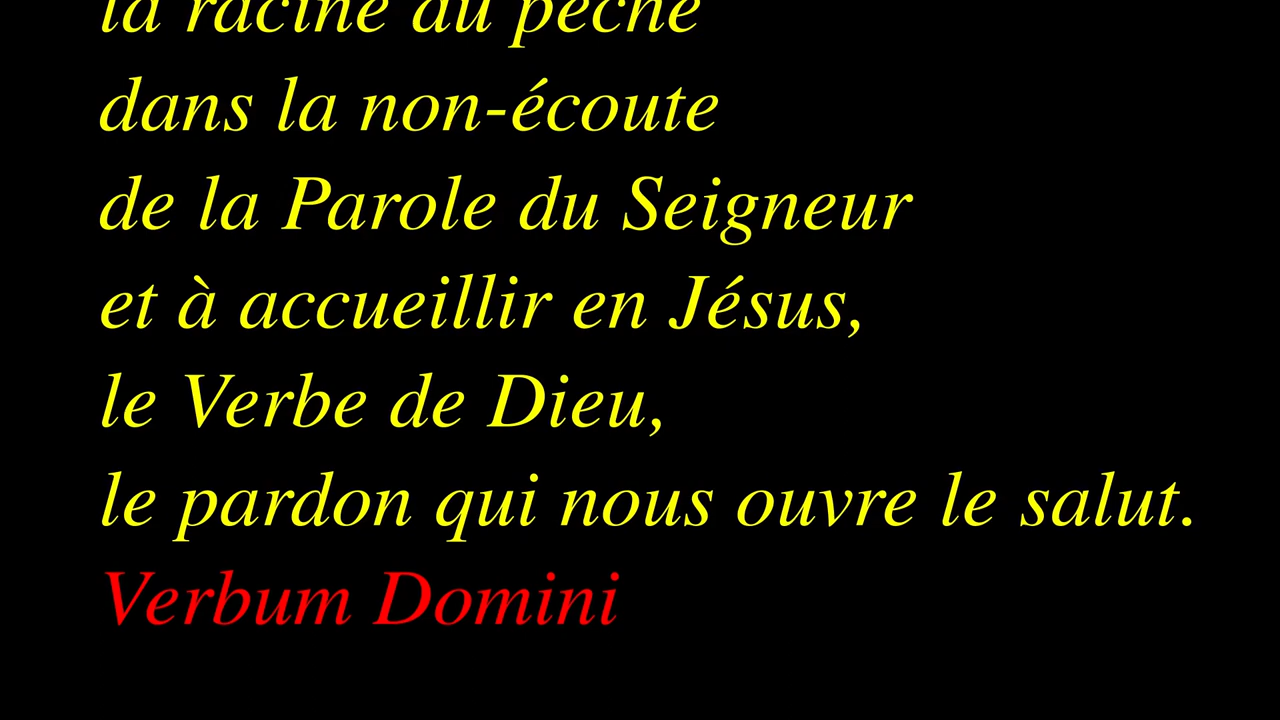 la racine du péché
dans la non-écoute
de la Parole du Seigneur
et à accueillir en Jésus,
le Verbe de Dieu,
le pardon qui nous ouvre le salut.
Verbum Domini